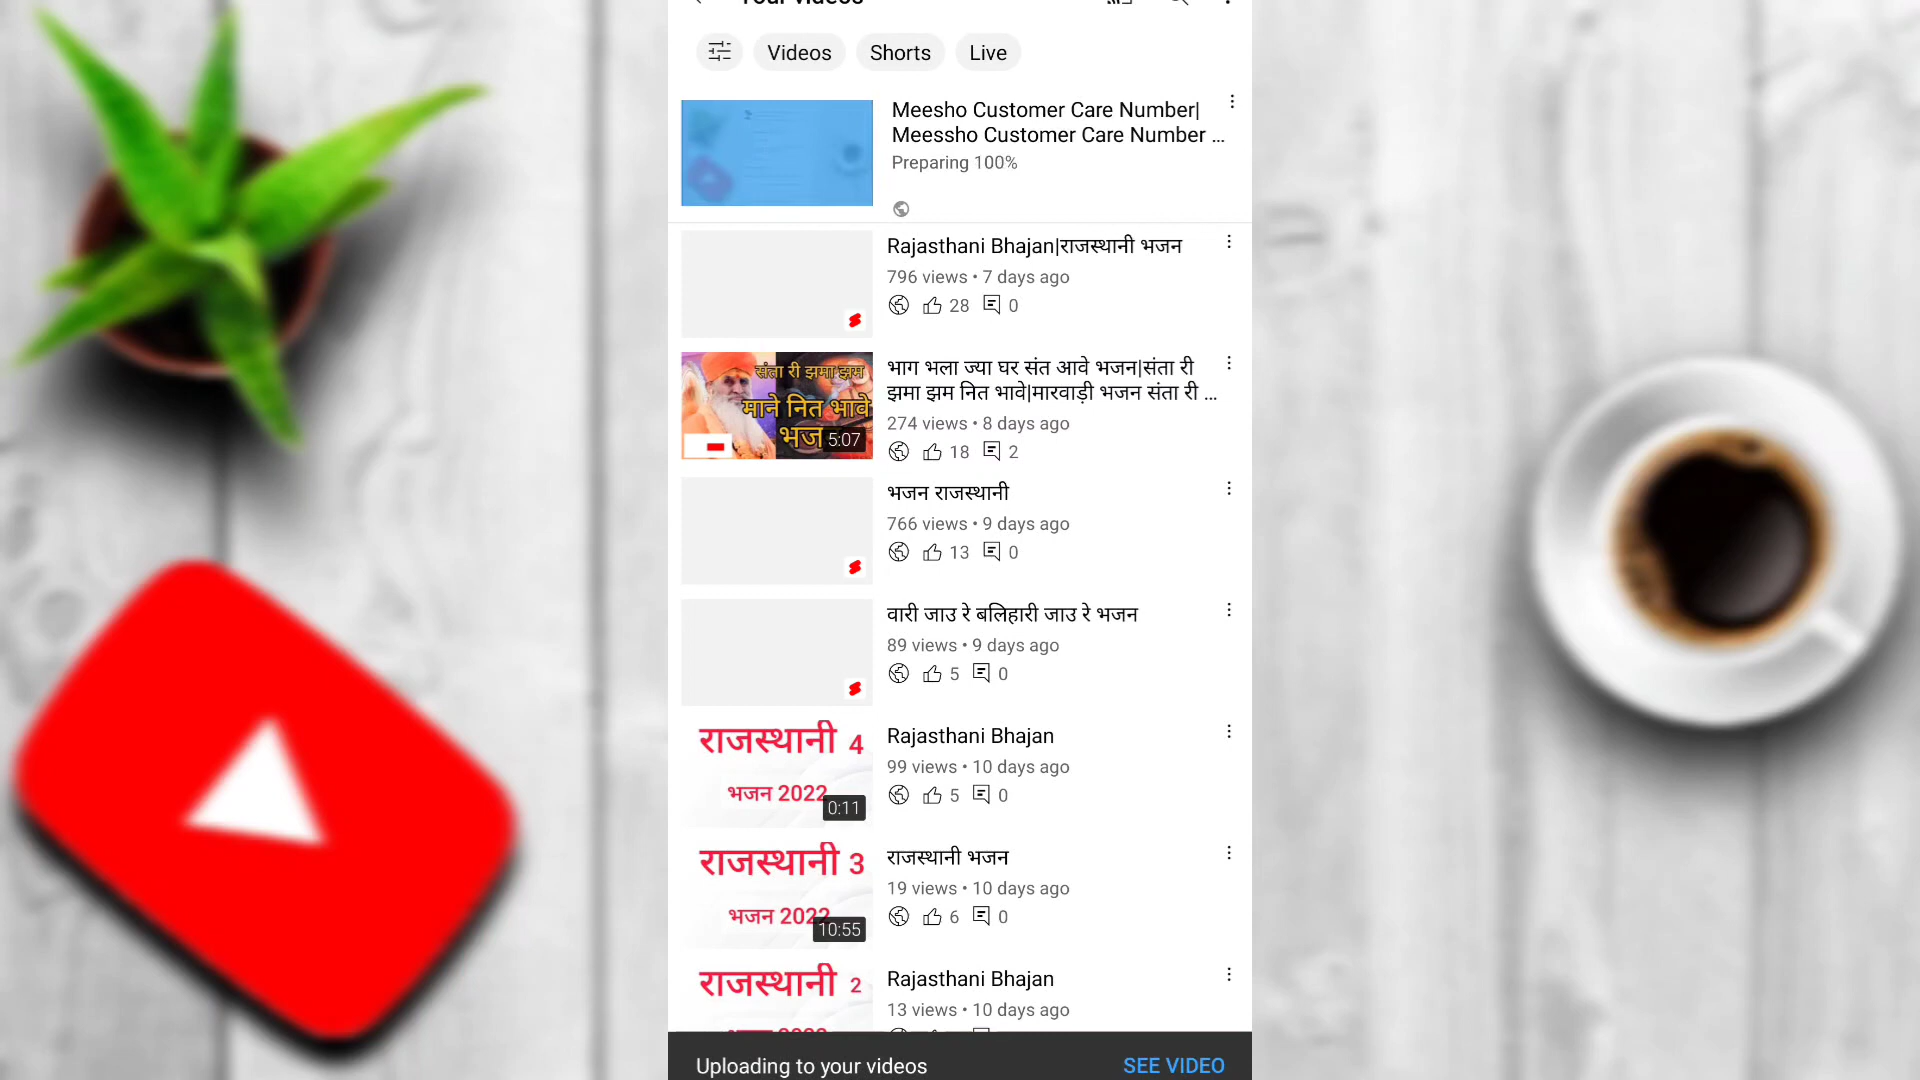 Your videos
Videos
Shorts
Live
Meesho Customer Care Number|
Meessho Customer Care Number ...
Preparing 100%
Rajasthani Bhajan|राजस्थानी भजन
796 views • 7 days ago
28
0
संता री झमा झम
माने नित भावे
भज
5:07
भाग भला ज्या घर संत आवे भजन|संता री
झमा झम नित भावे|मारवाड़ी भजन संता री ...
274 views • 8 days ago
18
2
भजन राजस्थानी
766 views • 9 days ago
13
0
वारी जाउ रे बलिहारी जाउ रे भजन
89 views • 9 days ago
5
0
राजस्थानी 4
भजन 2022
0:11
Rajasthani Bhajan
99 views • 10 days ago
5
0
राजस्थानी 3
भजन 2022
10:55
राजस्थानी भजन
19 views • 10 days ago
6
0
राजस्थानी 2
Rajasthani Bhajan
13 views • 10 days ago
Uploading to your videos
SEE VIDEO